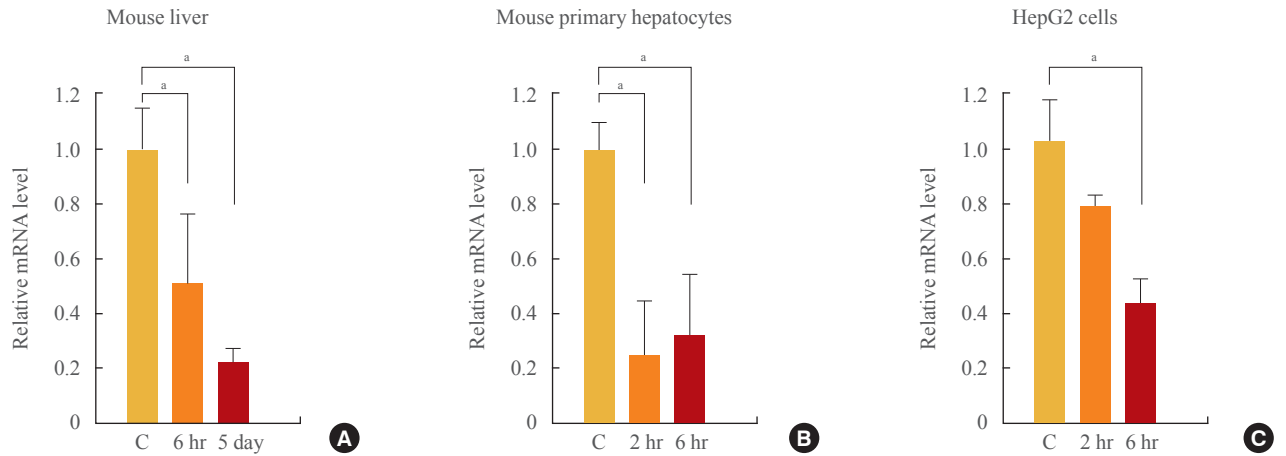 Mouse liver
a
a
1.2
1.0
0.8
0.6
0.4
0.2
0
Relative mRNA level
C 6 hr 5 day
A
Mouse primary hepatocytes
a
a
1.2
1.0
0.8
0.6
0.4
0.2
0
Relative mRNA level
C 2 hr 6 hr
B
HepG2 cells
a
1.2
1.0
0.8
0.6
0.4
0.2
0
Relative mRNA level
C 2 hr 6 hr
C